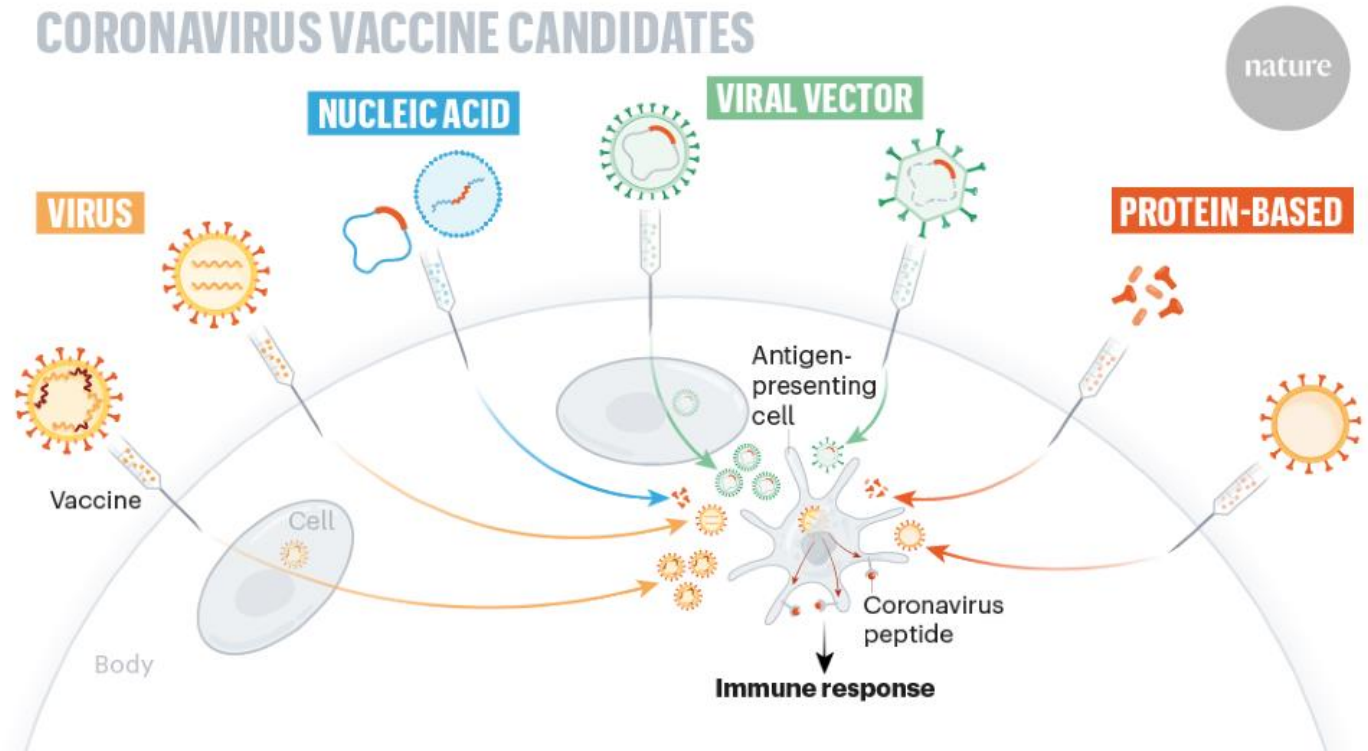 CORONAVIRUS VACCINE CANDIDATES
nature
NUCLEIC ACID
VIRAL VECTOR
VIRUS
PROTEIN-BASED
Antigen-
presenting
cell
Vaccine
Cell
Coronavirus
peptide
Body
Immune response